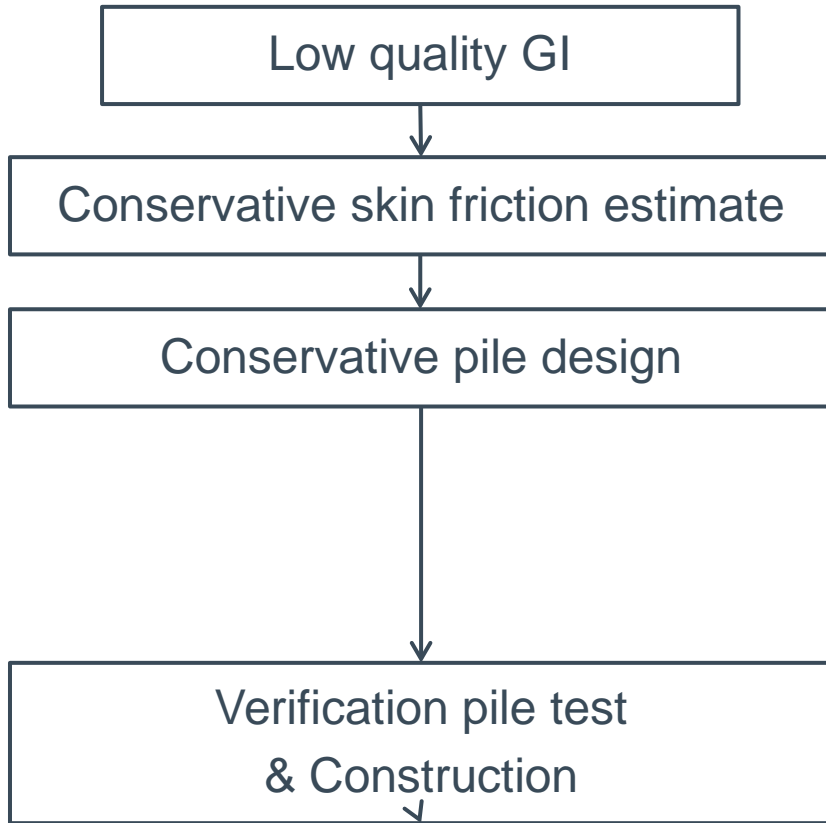 Low quality GI
Conservative skin friction estimate
Conservative pile design
Verification pile test
& Construction